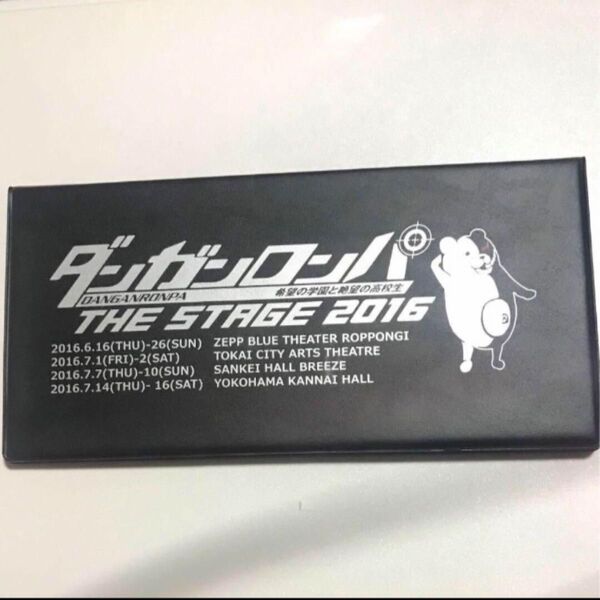 ダンガンロンパ
DANGANRONPA 希望の学園と絶望の高校生
THE STAGE 2016
2016.6.16(THU)-26(SUN) ZEPP BLUE THEATER ROPPONGI
2016.7.1(FRI)-2(SAT) TOKAI CITY ARTS THEATRE
2016.7.7(THU)-10(SUN) SANKEI HALL BREEZE
2016.7.14(THU)- 16(SAT) YOKOHAMA KANNAI HALL